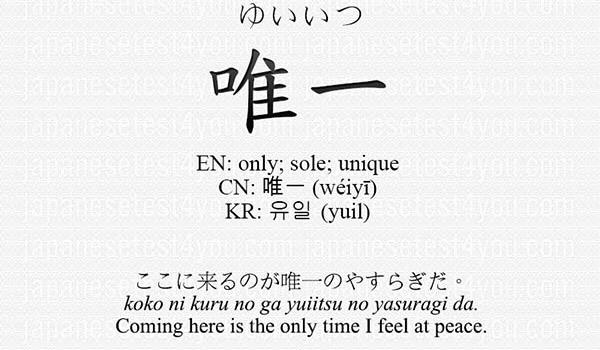 ゆいいつ
唯一
EN: only; sole; unique
CN: 唯一 (wéiyī)
KR: 유일 (yuil)
ここに来るのが唯一のやすらぎだ。
koko ni kuru no ga yuiitsu no yasuragi da.
Coming here is the only time I feel at peace.
japanesetest4you.com